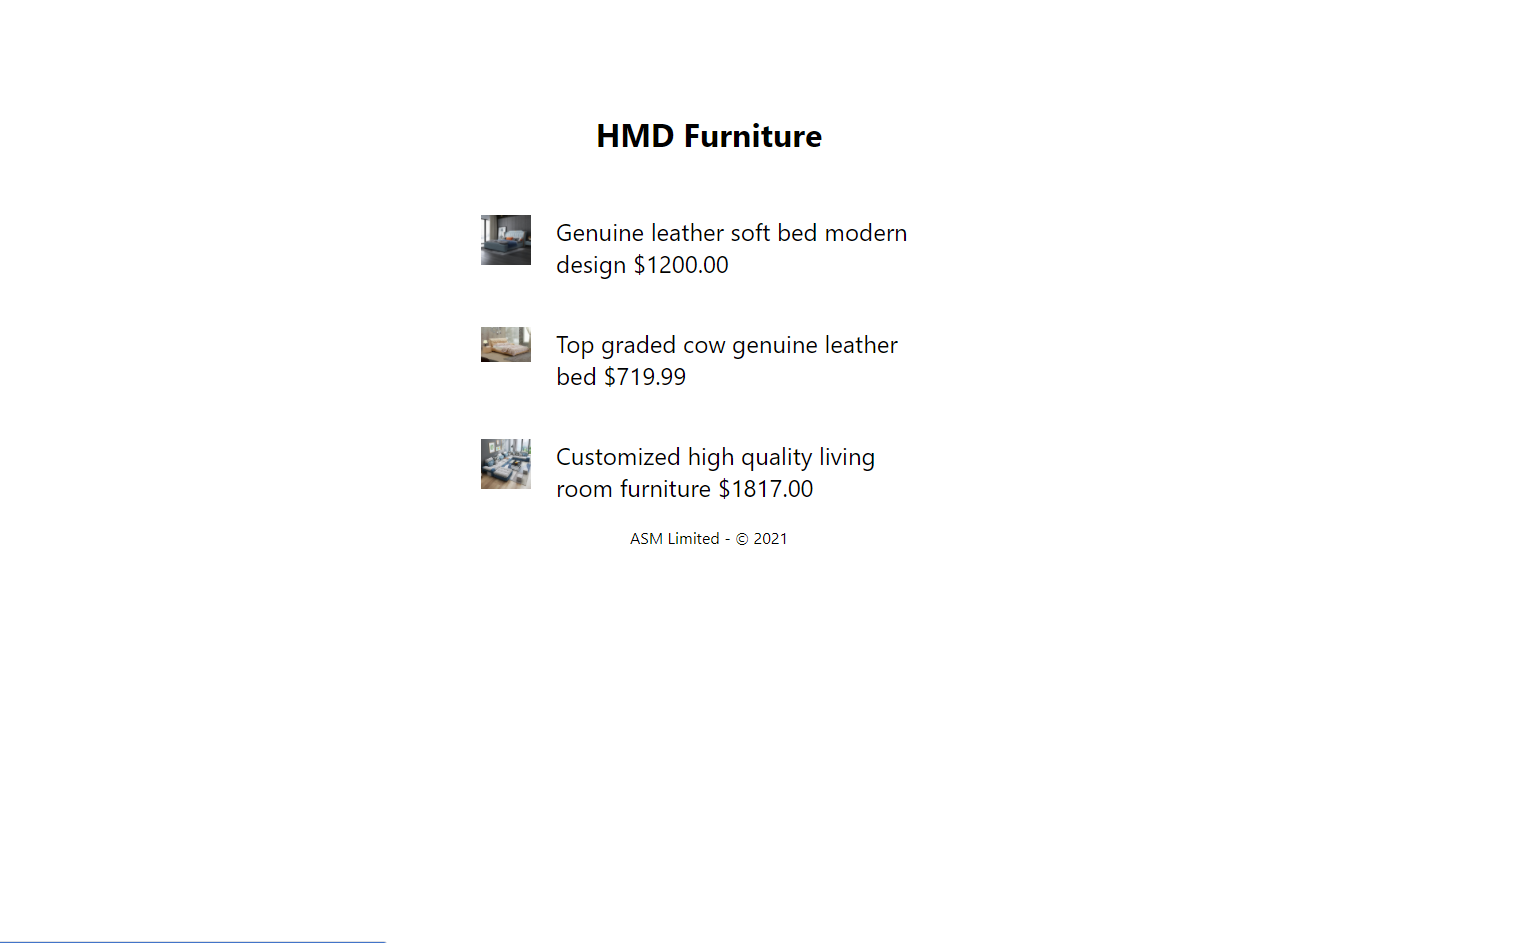 HMD Furniture
Genuine leather soft bed modern
design $1200.00
Top graded cow genuine leather
bed $719.99
Customized high quality living
room furniture $1817.00
ASM Limited - © 2021